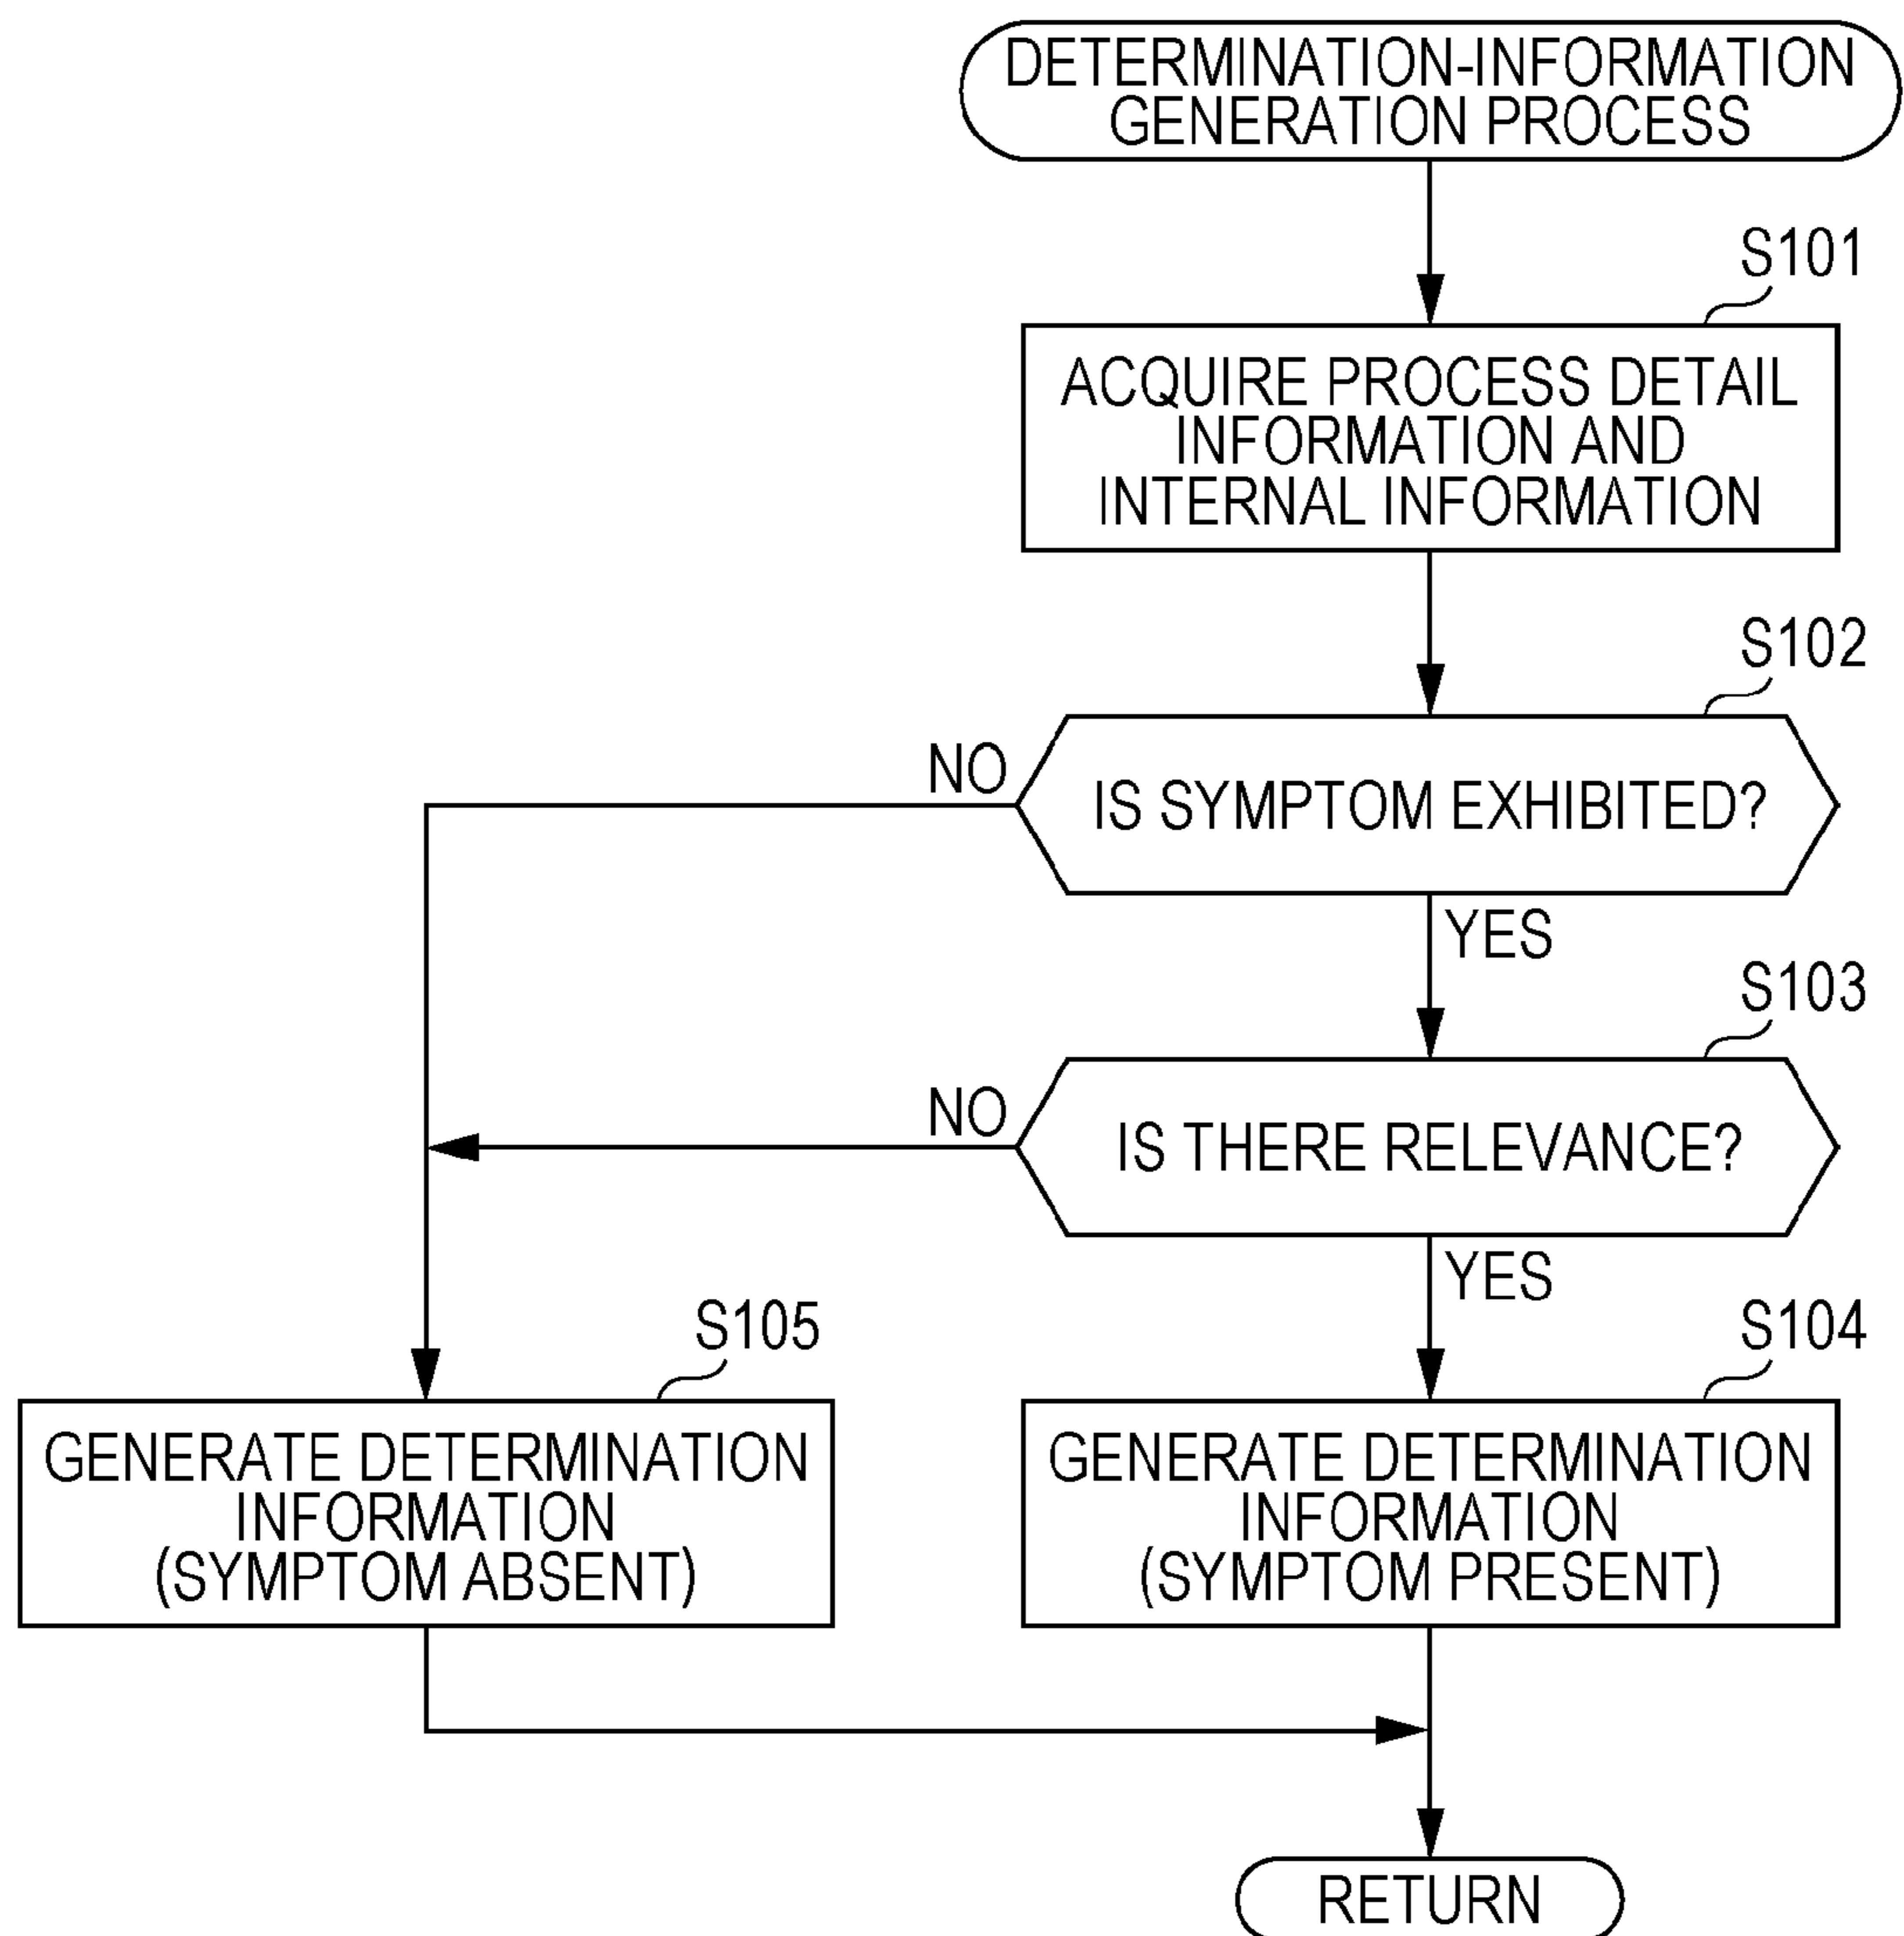 DETERMINATION-INFORMATION
GENERATION PROCESS
S101
ACQUIRE PROCESS DETAIL
INFORMATION AND
INTERNAL INFORMATION
S102
NO
IS SYMPTOM EXHIBITED?
YES
S103
NO
IS THERE RELEVANCE?
YES
S105
S104
GENERATE DETERMINATION
INFORMATION
(SYMPTOM ABSENT)
GENERATE DETERMINATION
INFORMATION
(SYMPTOM PRESENT)
RETURN